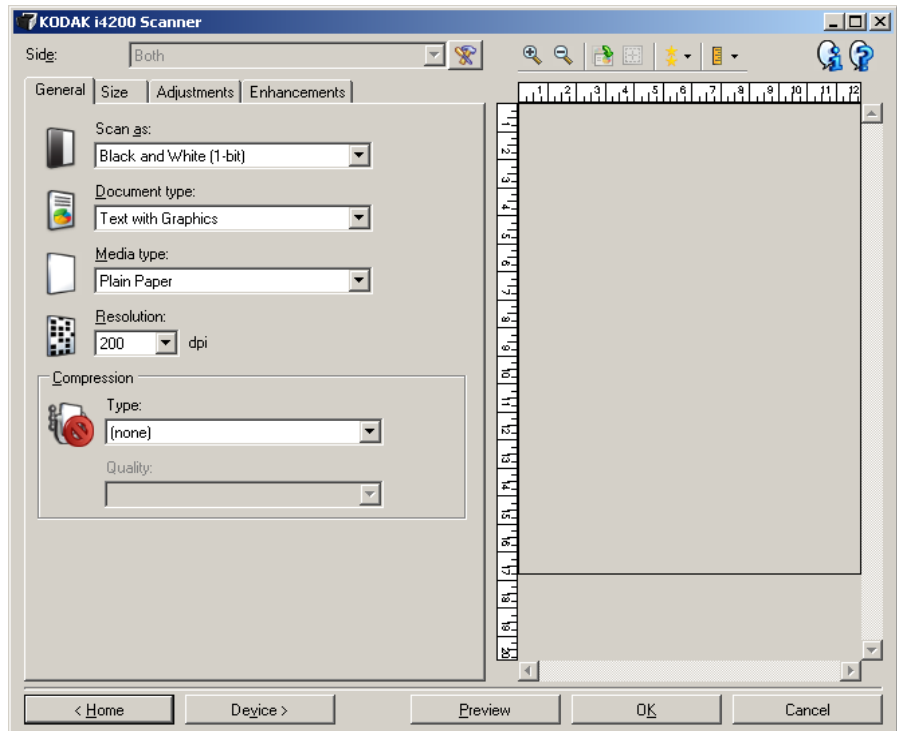 KODAK i4200 Scanner
Side: Both
General Size Adjustments Enhancements
Scan as:
Black and White (1-bit)
Document type:
Text with Graphics
Media type:
Plain Paper
Resolution:
200 dpi
Compression
Type:
(none)
Quality:
1 2 3 4 5 6 7 8 9 10 11 12
1
2
3
4
5
6
7
8
9
10
11
12
13
14
15
16
17
18
19
20
< Home Device > Preview OK Cancel